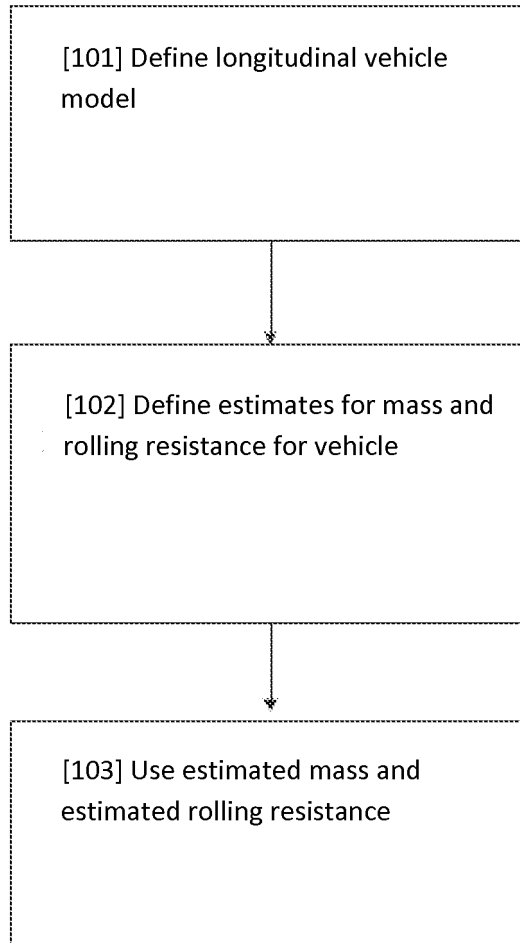 [101] Define longitudinal vehicle
model
[102] Define estimates for mass and
rolling resistance for vehicle
[103] Use estimated mass and
estimated rolling resistance